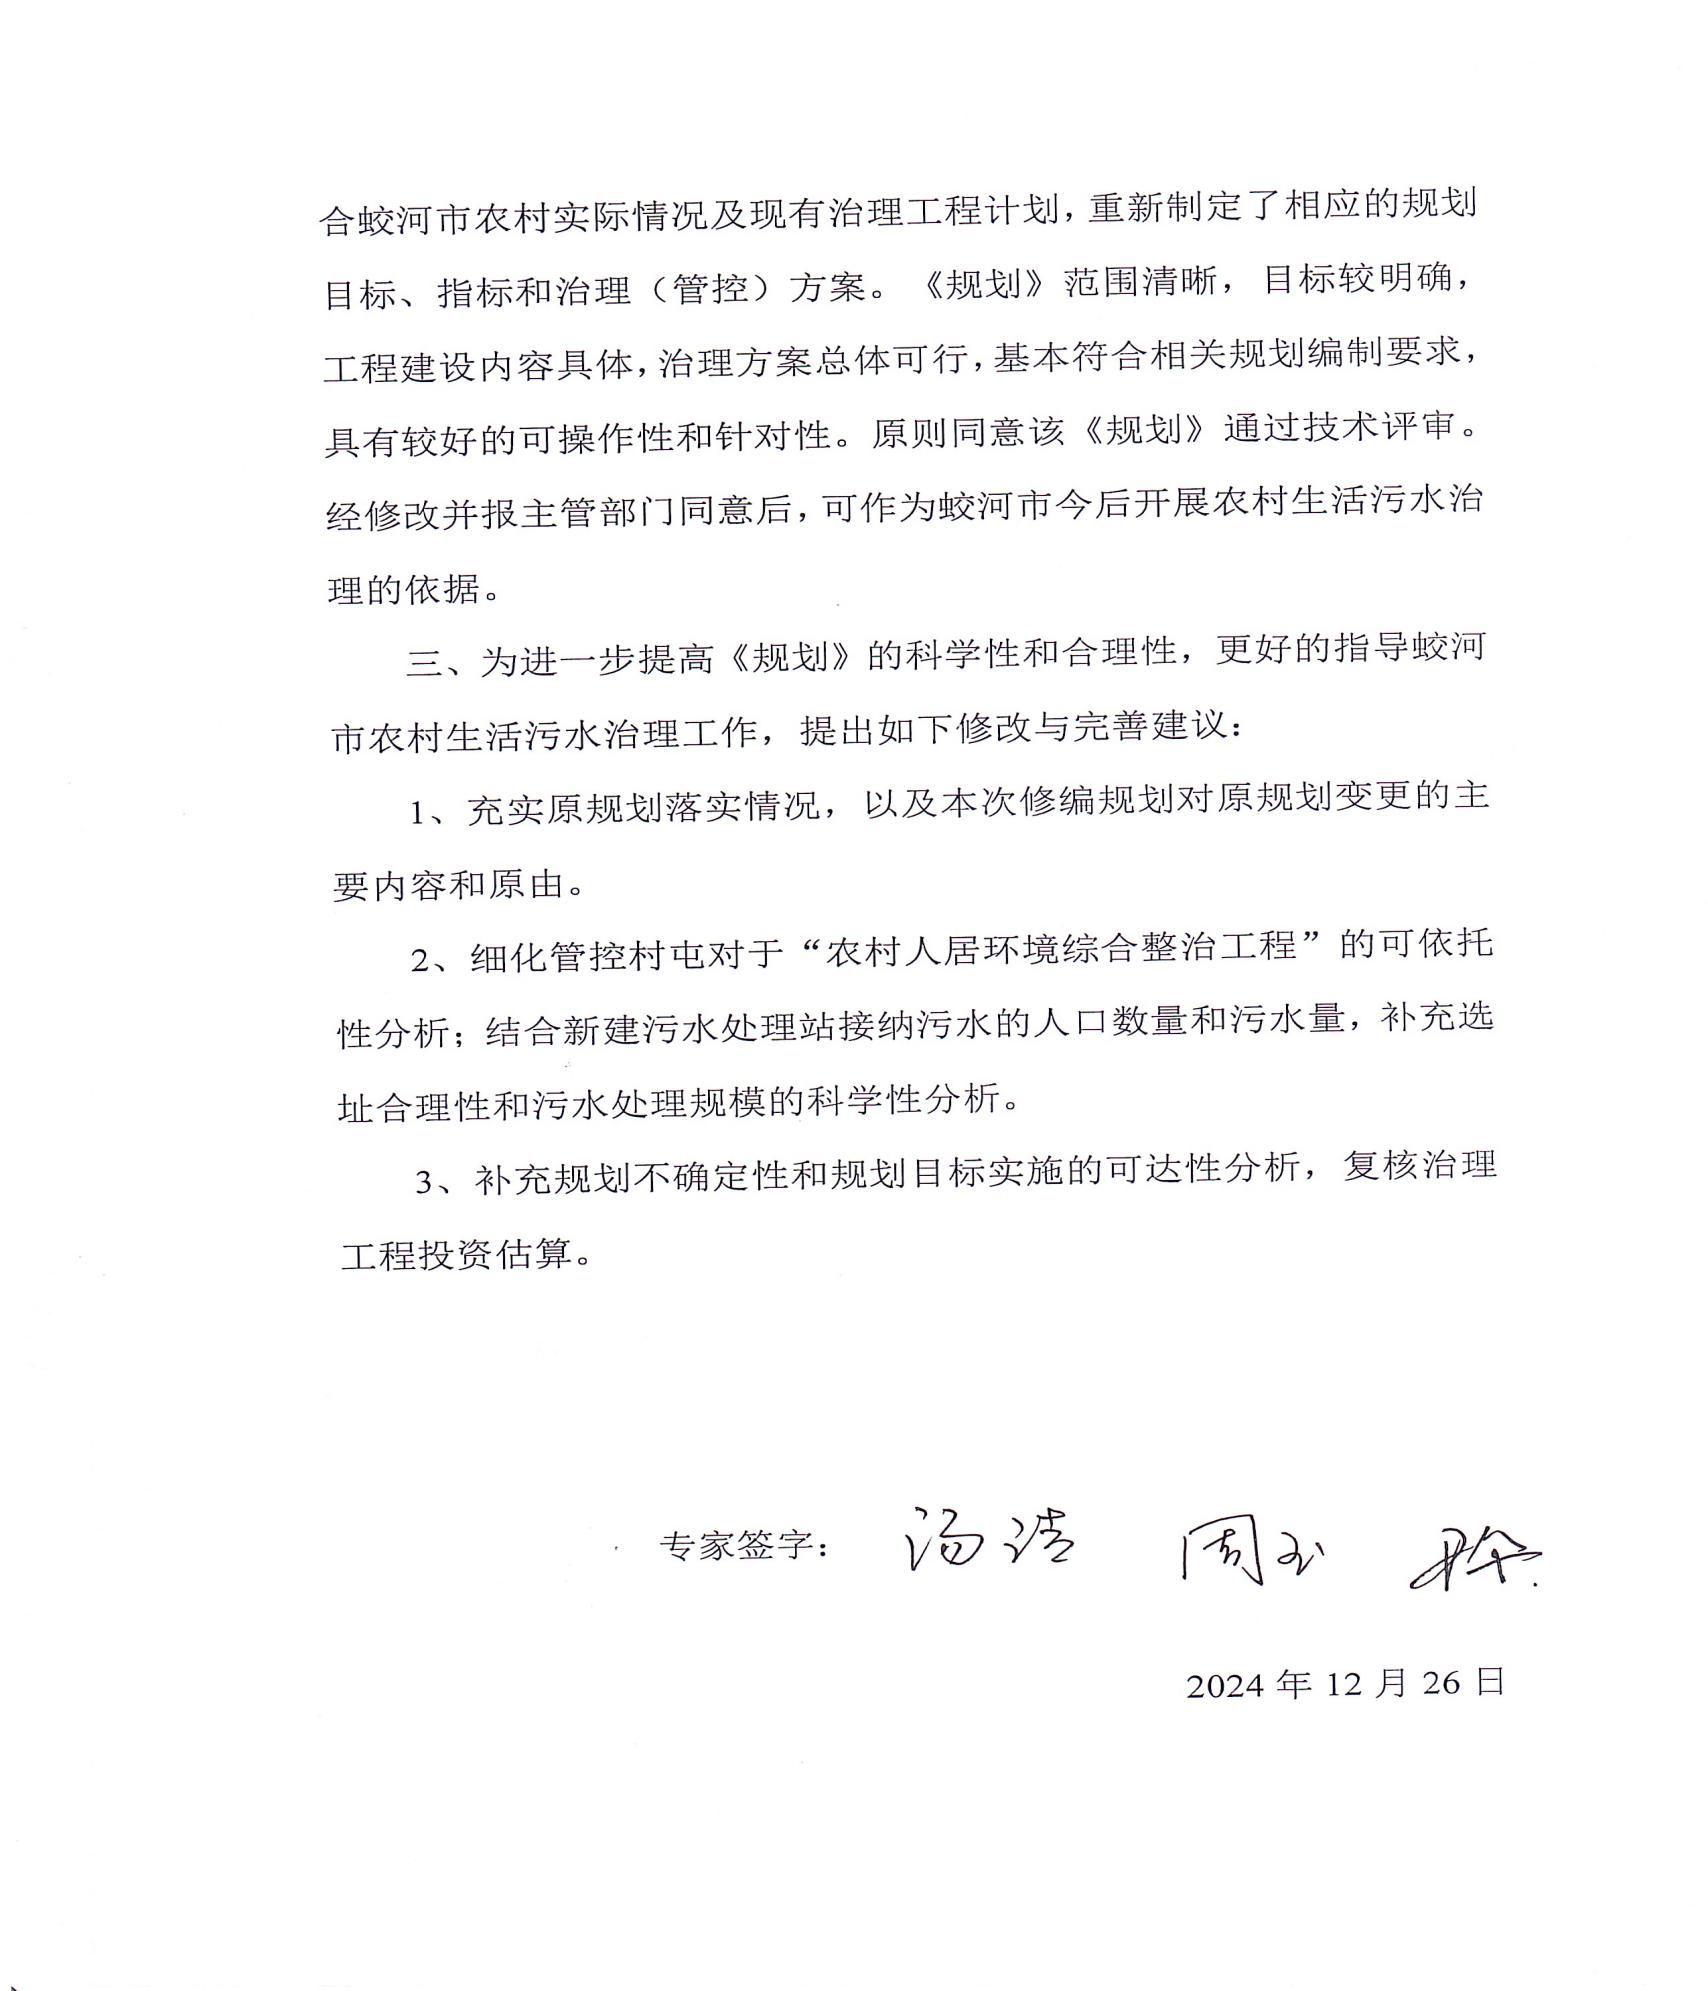 合蛟河市农村实际情况及现有治理工程计划，重新制定了相应的规划
目标、指标和治理（管控）方案。《规划》范围清晰，目标较明确，
工程建设内容具体，治理方案总体可行，基本符合相关规划编制要求，
具有较好的可操作性和针对性。原则同意该《规划》通过技术评审。
经修改并报主管部门同意后，可作为蛟河市今后开展农村生活污水治
理的依据。
三、为进一步提高《规划》的科学性和合理性，更好的指导蛟河
市农村生活污水治理工作，提出如下修改与完善建议：
1、充实原规划落实情况，以及本次修编规划对原规划变更的主
要内容和原由。
2、细化管控村屯对于“农村人居环境综合整治工程”的可依托
性分析；结合新建污水处理站接纳污水的人口数量和污水量，补充选
址合理性和污水处理规模的科学性分析。
3、补充规划不确定性和规划目标实施的可达性分析，复核治理
工程投资估算。
专家签字：
2024 年 12 月 26 日